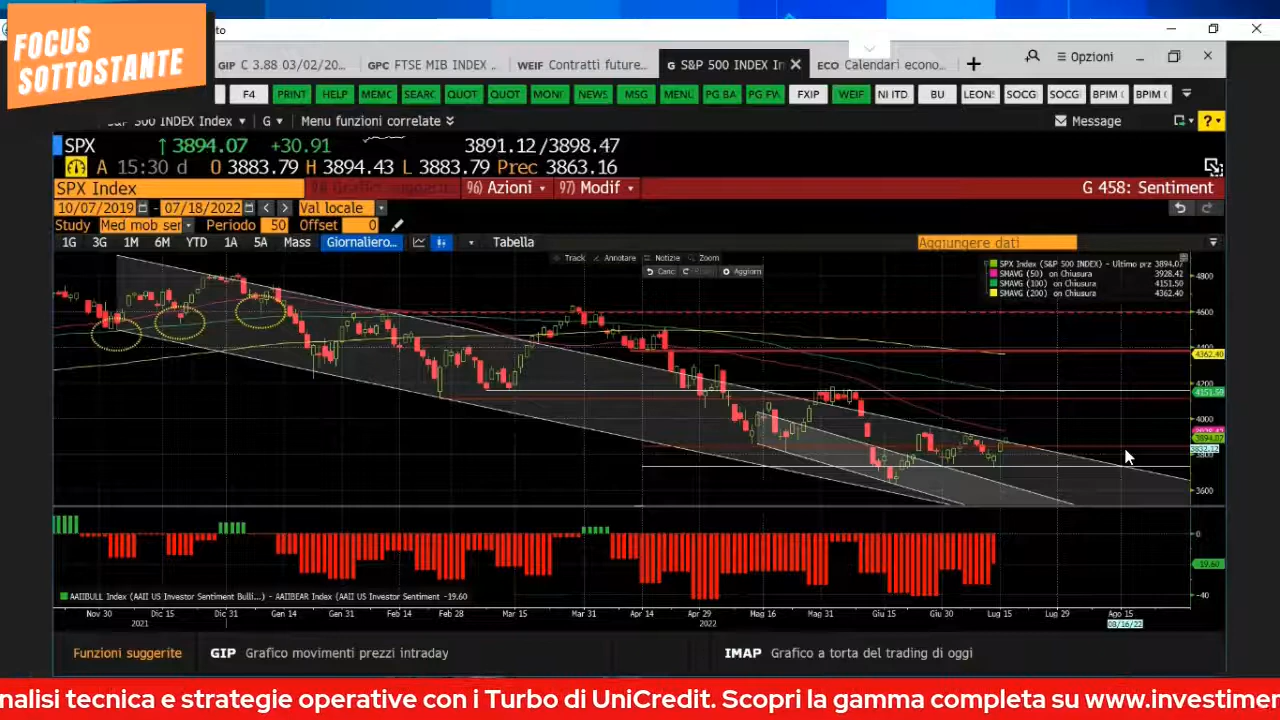 FOCUS
SOTTOSTANTE
to
GIP C 3.88 03/02/20...
GPC FTSE MIB INDEX ...
WEIF Contratti future...
G S&P 500 INDEX In
ECO Calendari econo...
Opzioni
F4 PRINT HELP MEMC SEARC QUOT QUOT MONI NEWS MSG MENU PG BA PG FV FXIP WEIF NI ITD BU LEON SOCG SOCG BPIM BPIM
S&P 500 INDEX Index G Menu funzioni correlate Message ?
SPX ↑ 3894.07 +30.91 3891.12/3898.47
A 15:30 d O 3883.79 H 3894.43 L 3883.79 Prec 3863.16
SPX Index 96) Azioni 97) Modif G 458: Sentiment
10/07/2019 - 07/18/2022 Val locale
Study Med mob ser Periodo 50 Offset 0
1G 3G 1M 6M YTD 1A 5A Mass Giornaliero... Tabella Aggiungere dati
Track Annotare Notizie Zoom
Canc Aggiorn
SPX Index (S&P 500 INDEX) - Ultimo prz 3894.07
SMAVG (50) on Chiusura 3928.42
SMAVG (100) on Chiusura 4151.50
SMAVG (200) on Chiusura 4362.40
4800
4600
4400
4362.40
4200
4151.50
4000
3928.42
3894.07
3800
3600
0
-19.60
-40
AAIIBULL Index (AAII US Investor Sentiment Bulli...) - AAIIBEAR Index (AAII US Investor Sentiment -19.60
Nov 30 Dic 15 Dic 31 Gen 14 Gen 31 Feb 14 Feb 28 Mar 15 Mar 31 Apr 14 Apr 29 Mag 16 Mag 31 Giu 15 Giu 30 Lug 15 Lug 29 Ago 15
2021 2022 08/16/22
Funzioni suggerite GIP Grafico movimenti prezzi intraday IMAP Grafico a torta del trading di oggi
nalisi tecnica e strategie operative con i Turbo di UniCredit. Scopri la gamma completa su www.investimen